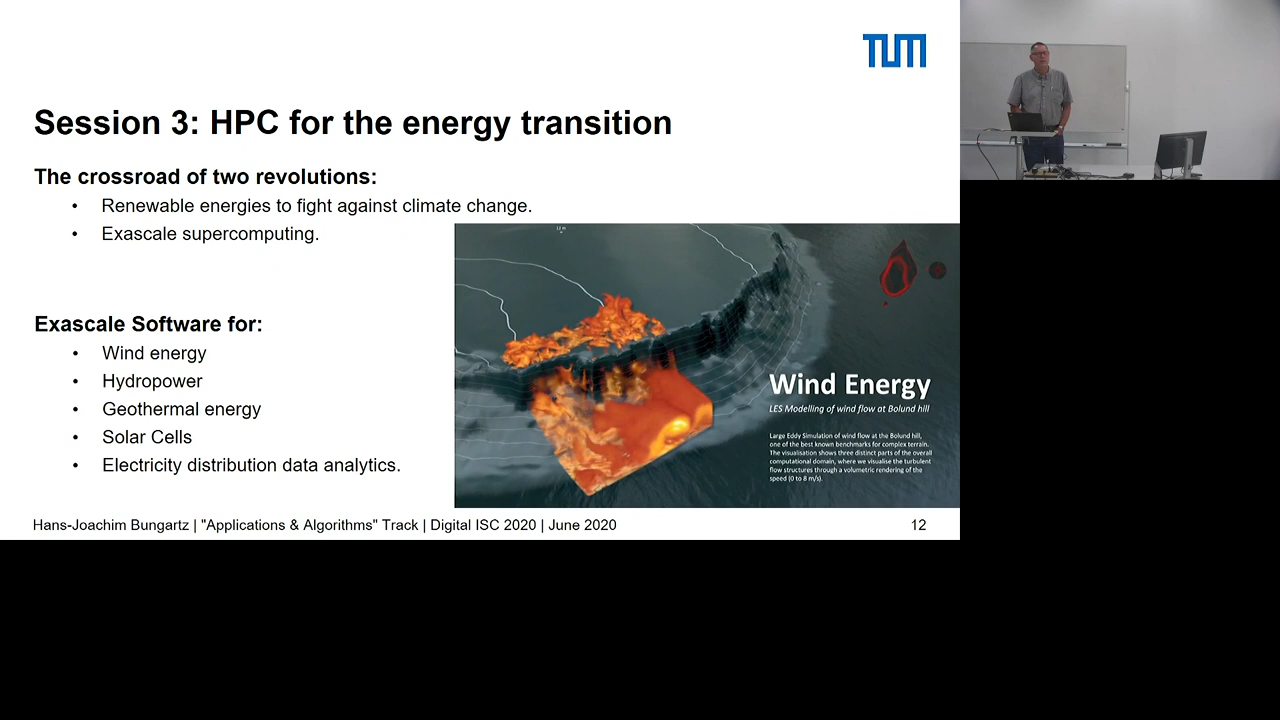 TUM
Session 3: HPC for the energy transition
The crossroad of two revolutions:
• Renewable energies to fight against climate change.
• Exascale supercomputing.
12 m
Exascale Software for:
• Wind energy
• Hydropower
• Geothermal energy
• Solar Cells
• Electricity distribution data analytics.
Wind Energy
LES Modelling of wind flow at Bolund hill
Large Eddy Simulation of wind flow at the Bolund hill,
one of the best known benchmarks for complex terrain.
The visualisation shows three distinct parts of the overall
computational domain, where we visualise the turbulent
flow structures through a volumetric rendering of the
speed (0 to 8 m/s).
Hans-Joachim Bungartz | "Applications & Algorithms" Track | Digital ISC 2020 | June 2020
12